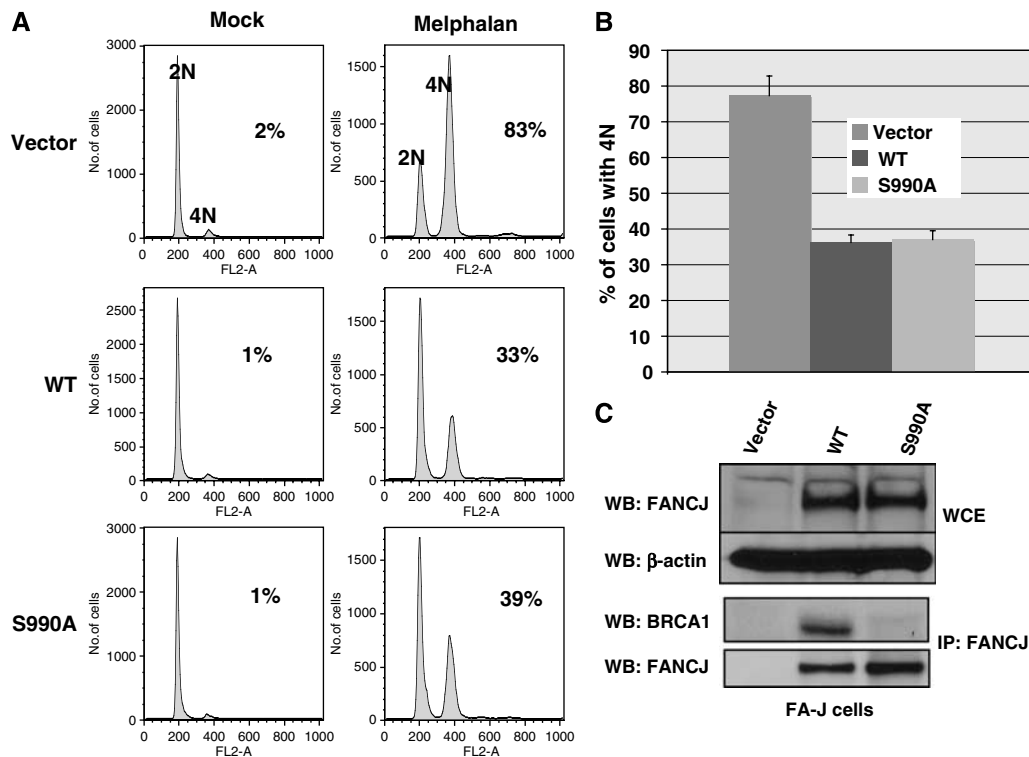 A
Mock
Melphalan
Vector
No.of cells
3000
2000
1000
0
2N
4N
2%
0 200 400 600 800 1000
FL2-A
No.of cells
1500
1000
500
0
2N
4N
83%
0 200 400 600 800 1000
FL2-A
WT
No.of cells
2500
2000
1500
1000
500
0
1%
0 200 400 600 800 1000
FL2-A
No.of cells
1500
1000
500
0
33%
0 200 400 600 800 1000
FL2-A
S990A
No.of cells
3000
2000
1000
0
1%
0 200 400 600 800 1000
FL2-A
No.of cells
1500
1000
500
0
39%
0 200 400 600 800 1000
FL2-A
B
% of cells with 4N
90
80
70
60
50
40
30
20
10
0
Vector
WT
S990A
C
Vector WT S990A
WB: FANCJ
WCE
WB: β-actin
WB: BRCA1
IP: FANCJ
WB: FANCJ
FA-J cells